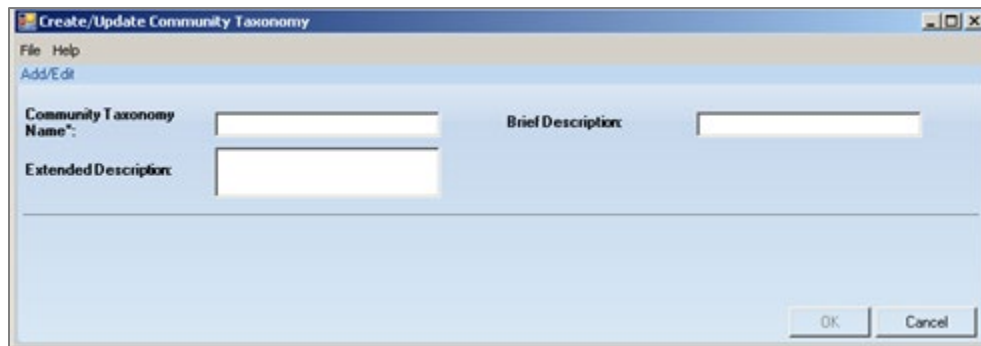 Create/Update Community Taxonomy
File Help
Add/Edit
Community Taxonomy
Name*:
Brief Description:
Extended Description:
OK
Cancel